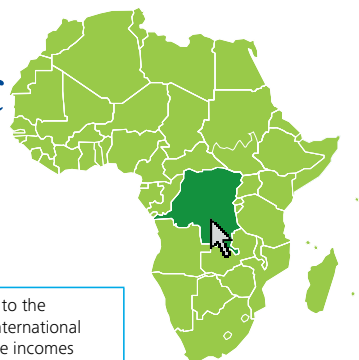 to the
nternational
e incomes